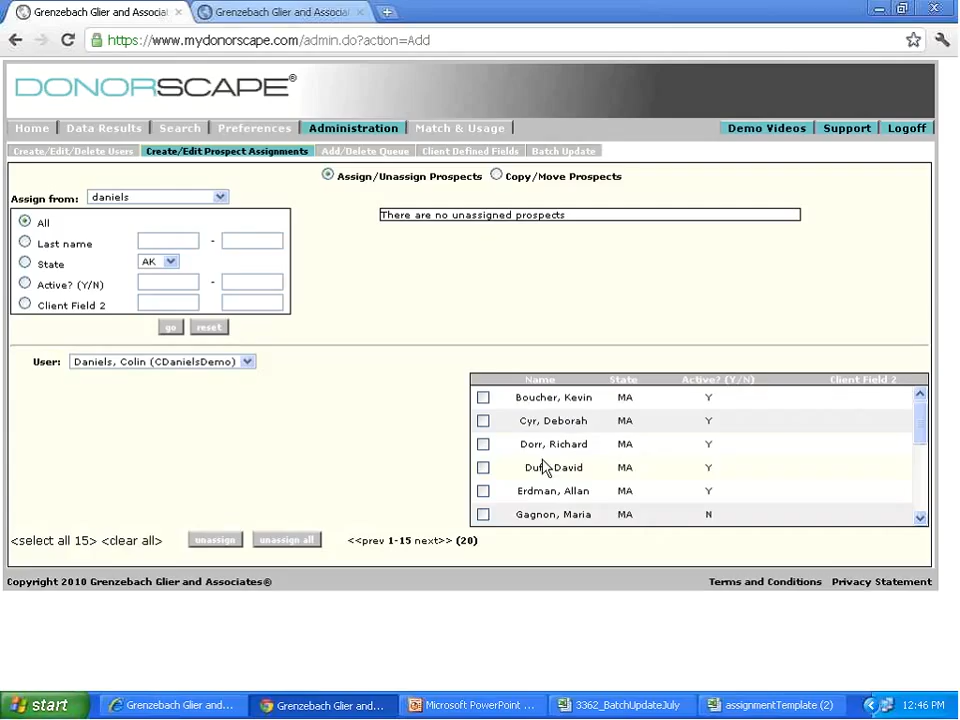 Grenzebach Glier and Associat
Grenzebach Glier and Associat
https://www.mydonorscape.com/admin.do?action=Add
DONORSCAPE®
Home
Data Results
Search
Preferences
Administration
Match & Usage
Demo Videos
Support
Logoff
Create/Edit/Delete Users
Create/Edit Prospect Assignments
Add/Delete Queue
Client Defined Fields
Batch Update
Assign/Unassign Prospects
Copy/Move Prospects
Assign from: daniels
There are no unassigned prospects
All
Last name -
State AK
Active? (Y/N) -
Client Field 2
go reset
User: Daniels, Colin (CDanielsDemo)
Name State Active? (Y/N) Client Field 2
Boucher, Kevin MA Y
Cyr, Deborah MA Y
Dorr, Richard MA Y
David MA Y
Erdman, Allan MA Y
Gagnon, Maria MA N
<select all 15> <clear all> unassign unassign all <<prev 1-15 next>> (20)
Copyright 2010 Grenzebach Glier and Associates®
Terms and Conditions Privacy Statement
start
Grenzebach Glier and...
Grenzebach Glier and...
Microsoft PowerPoint ...
3362_BatchUpdateJuly
assignmentTemplate (2)
12:46 PM